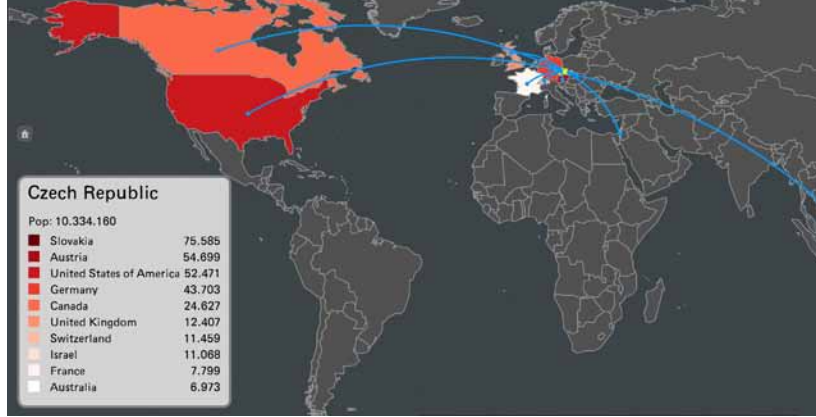 Czech Republic
Pop: 10.334.160
Slovakia 75.585
Austria 54.699
United States of America 52.471
Germany 43.703
Canada 24.627
United Kingdom 12.407
Switzerland 11.459
Israel 11.068
France 7.799
Australia 6.973